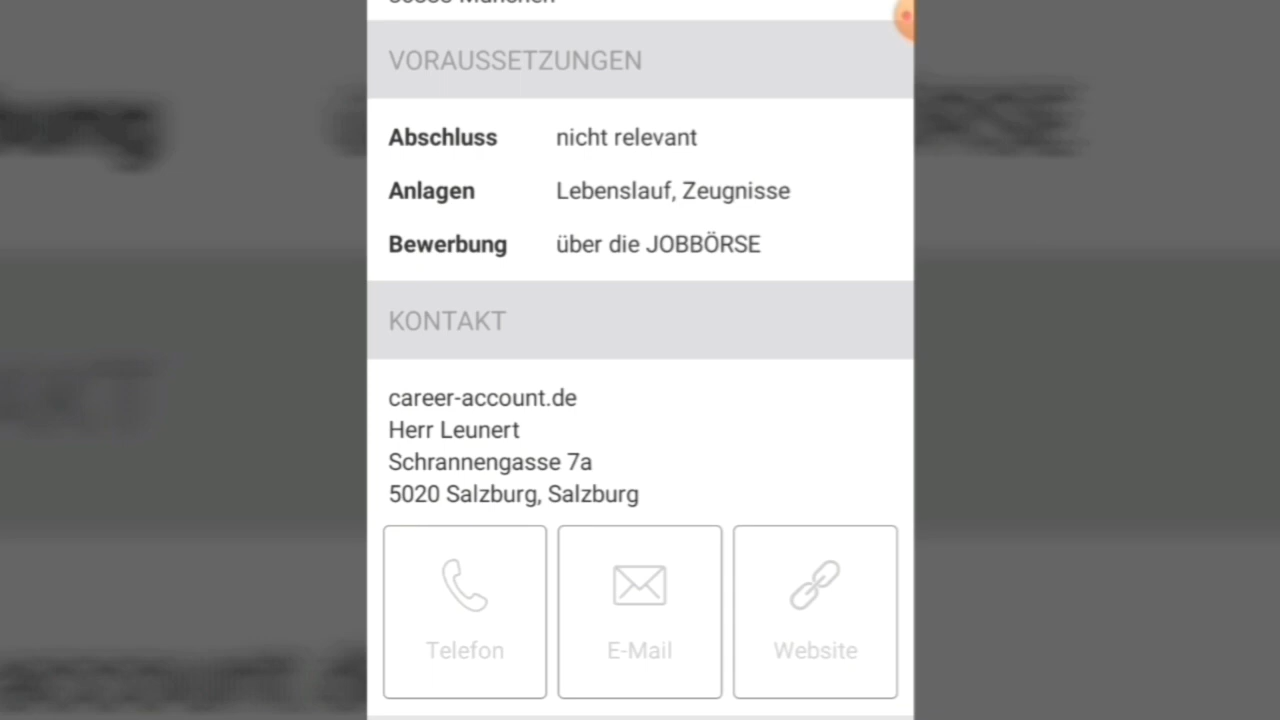 VORAUSSETZUNGEN
Abschluss nicht relevant
Anlagen Lebenslauf, Zeugnisse
Bewerbung über die JOBBÖRSE
KONTAKT
career-account.de
Herr Leunert
Schrannengasse 7a
5020 Salzburg, Salzburg
Telefon E-Mail Website